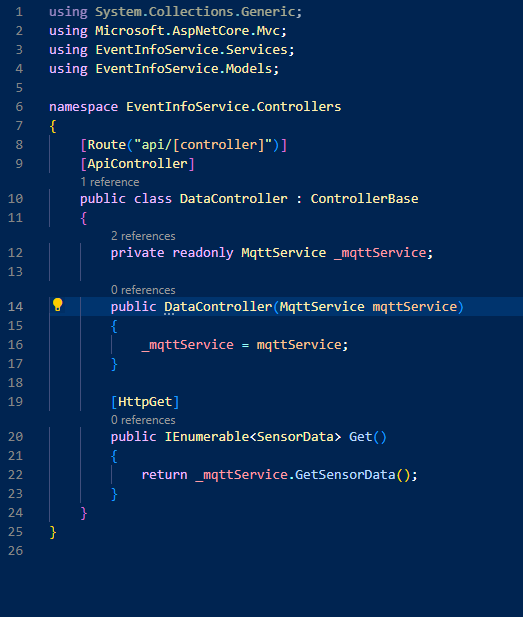 1 using System.Collections.Generic;
2 using Microsoft.AspNetCore.Mvc;
3 using EventInfoService.Services;
4 using EventInfoService.Models;
5
6 namespace EventInfoService.Controllers
7 {
8 [Route("api/[controller]")]
9 [ApiController]
1 reference
10 public class DataController : ControllerBase
11 {
2 references
12 private readonly MqttService _mqttService;
13
0 references
14 public DataController(MqttService mqttService)
15 {
16 _mqttService = mqttService;
17 }
18
19 [HttpGet]
0 references
20 public IEnumerable<SensorData> Get()
21 {
22 return _mqttService.GetSensorData();
23 }
24 }
25 }
26